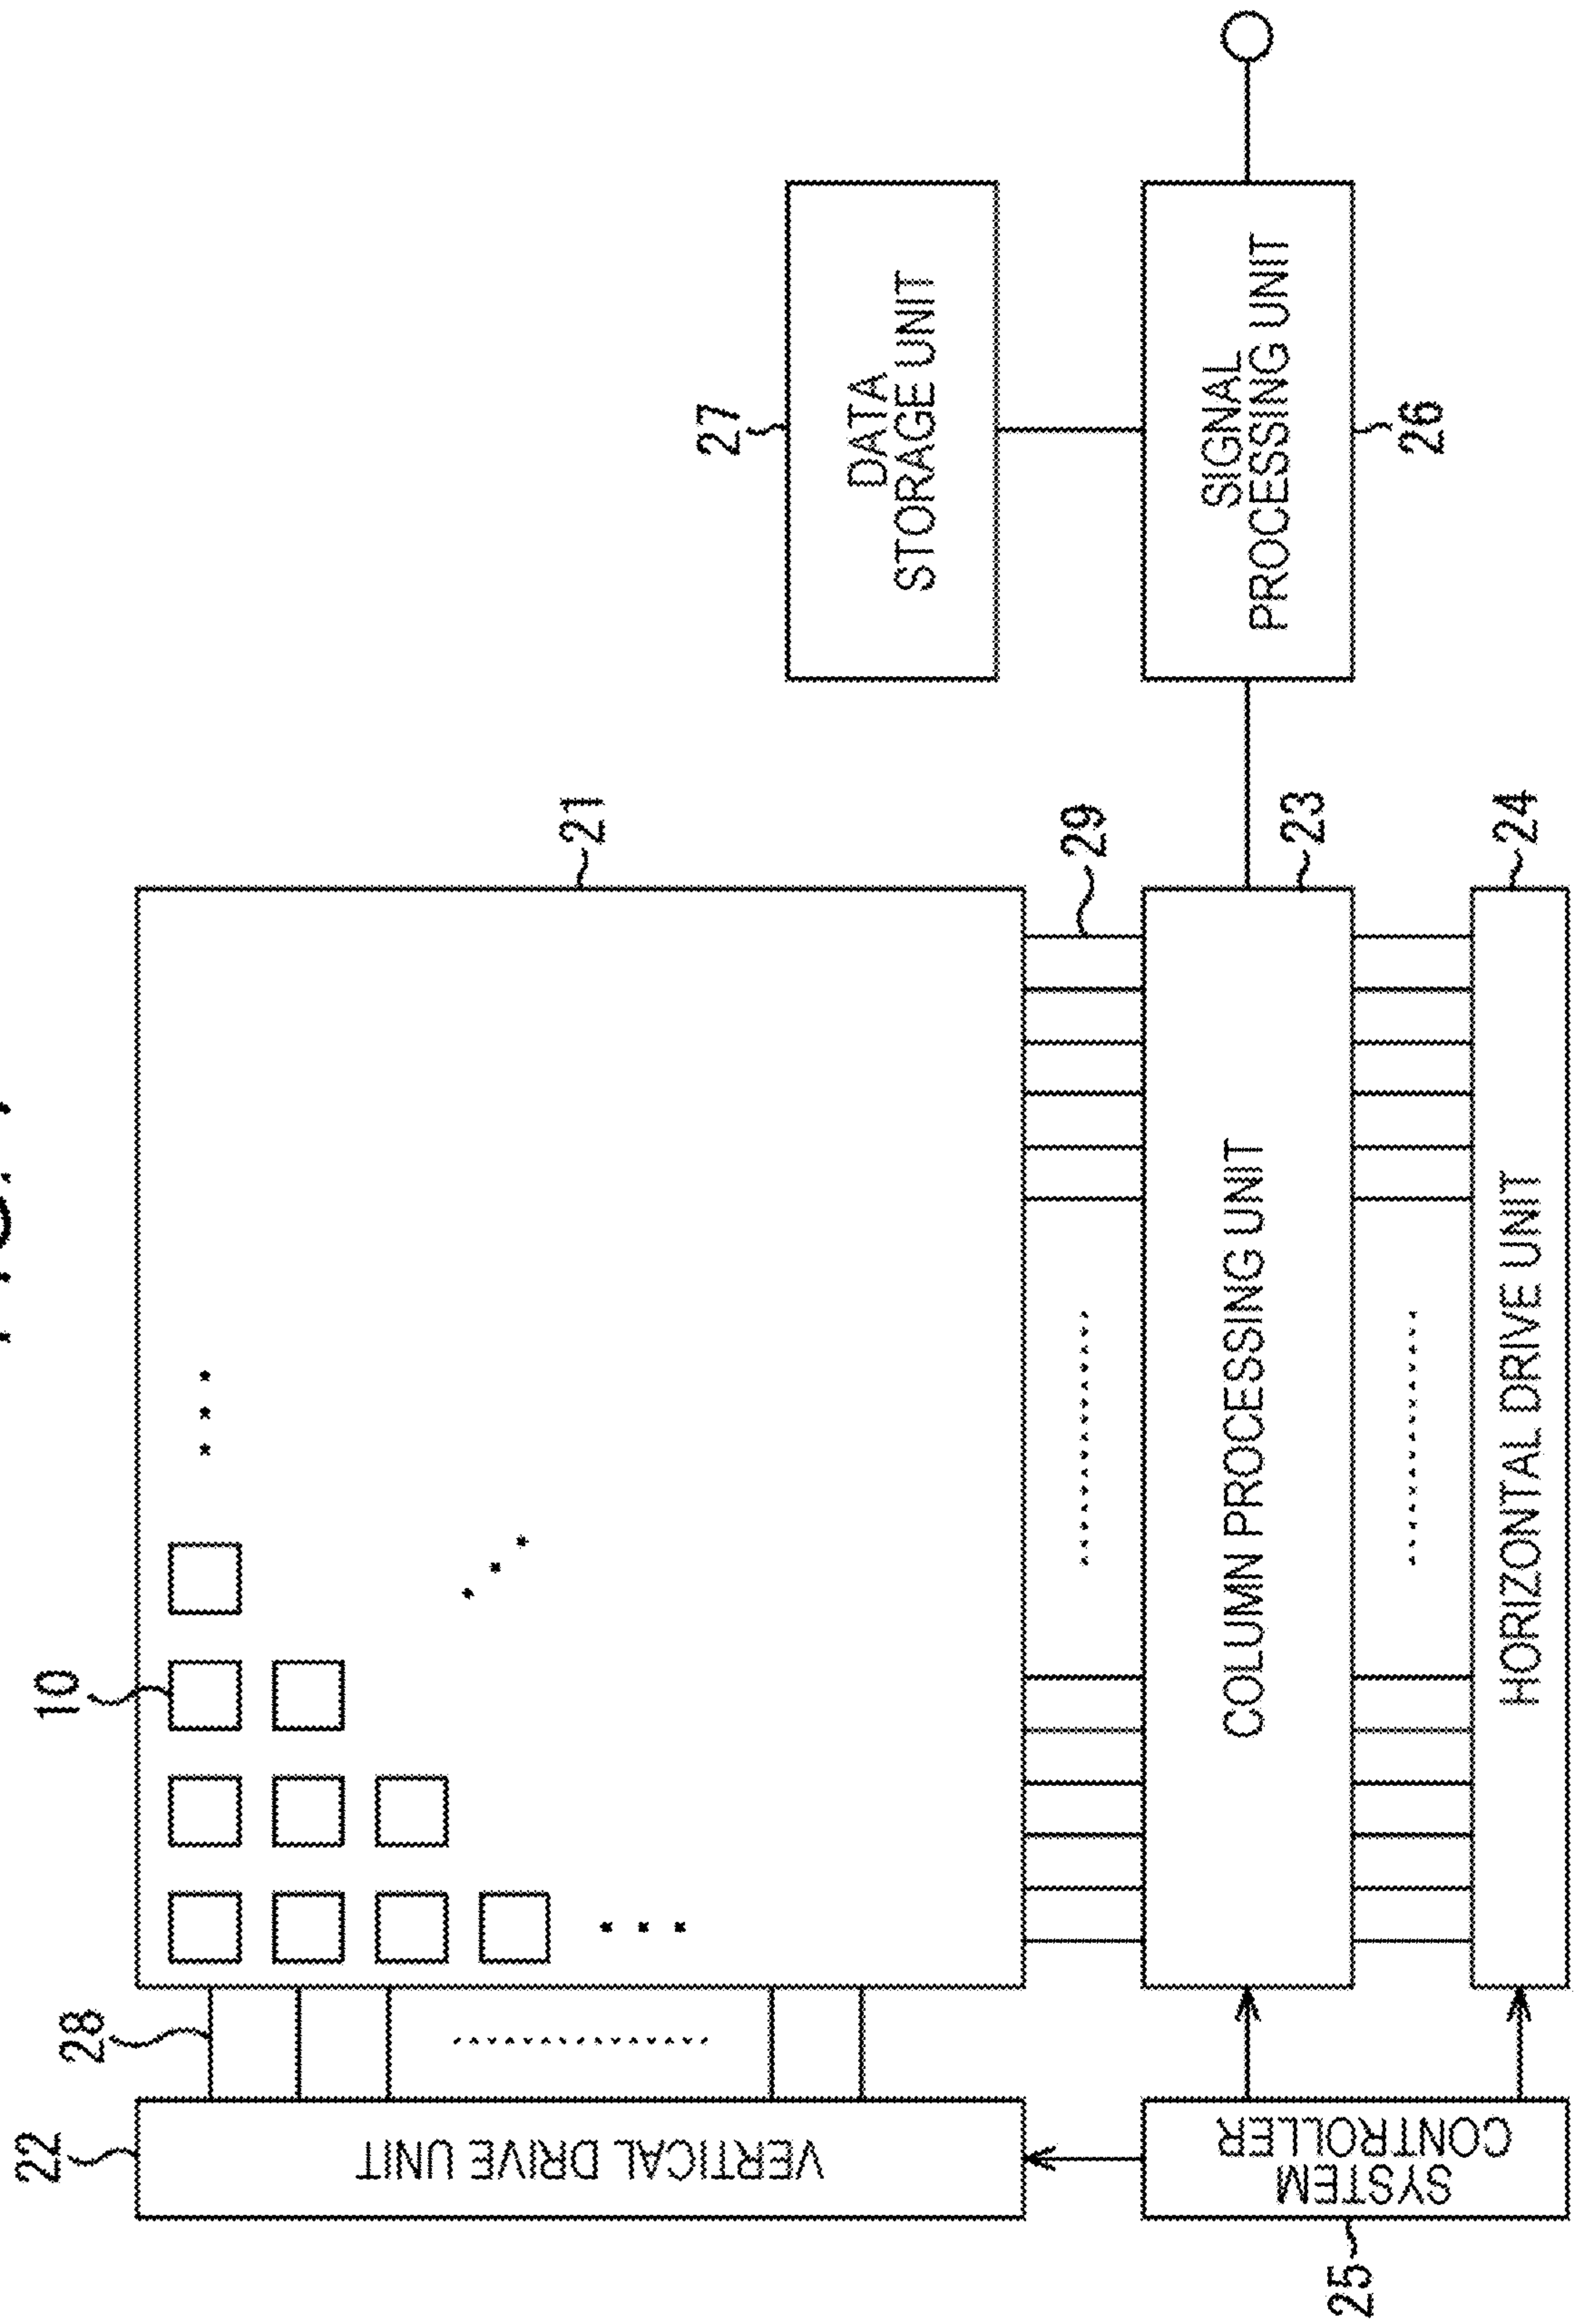 10
28
22
VERTICAL DRIVE UNIT
21
27
DATA
STORAGE UNIT
29
COLUMN PROCESSING UNIT
23
SIGNAL
PROCESSING UNIT
26
25
SYSTEM
CONTROLLER
HORIZONTAL DRIVE UNIT
24